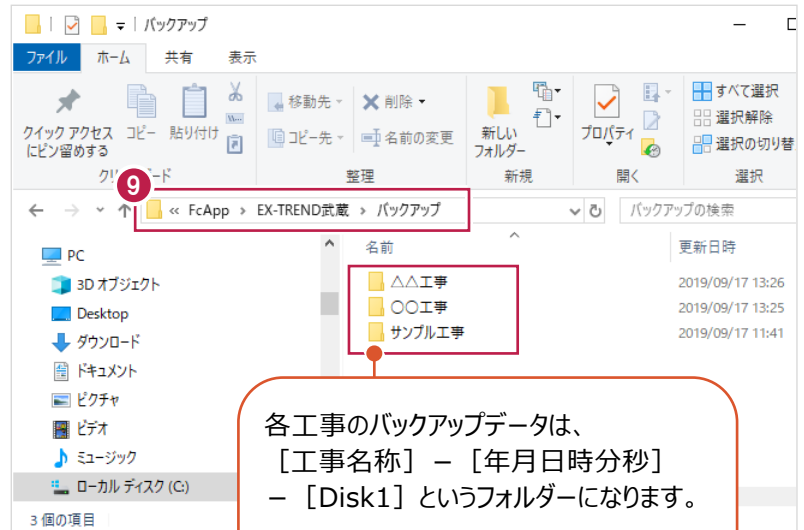 バックアップ
ファイル ホーム 共有 表示
クイック アクセス
にピン留めする
コピー
貼り付け
移動先
削除
コピー先
名前の変更
新しい
フォルダー
プロパティ
すべて選択
選択解除
選択の切り替
整理
新規
開く
選択
9
« FcApp › EX-TREND武蔵 › バックアップ
バックアップの検索
PC
3D オブジェクト
Desktop
ダウンロード
ドキュメント
ピクチャ
ビデオ
ミュージック
ローカル ディスク (C:)
名前 更新日時
△△工事 2019/09/17 13:26
○○工事 2019/09/17 13:25
サンプル工事 2019/09/17 11:41
各工事のバックアップデータは、
［工事名称］－［年月日時分秒］
－［Disk1］というフォルダーになります。
3 個の項目